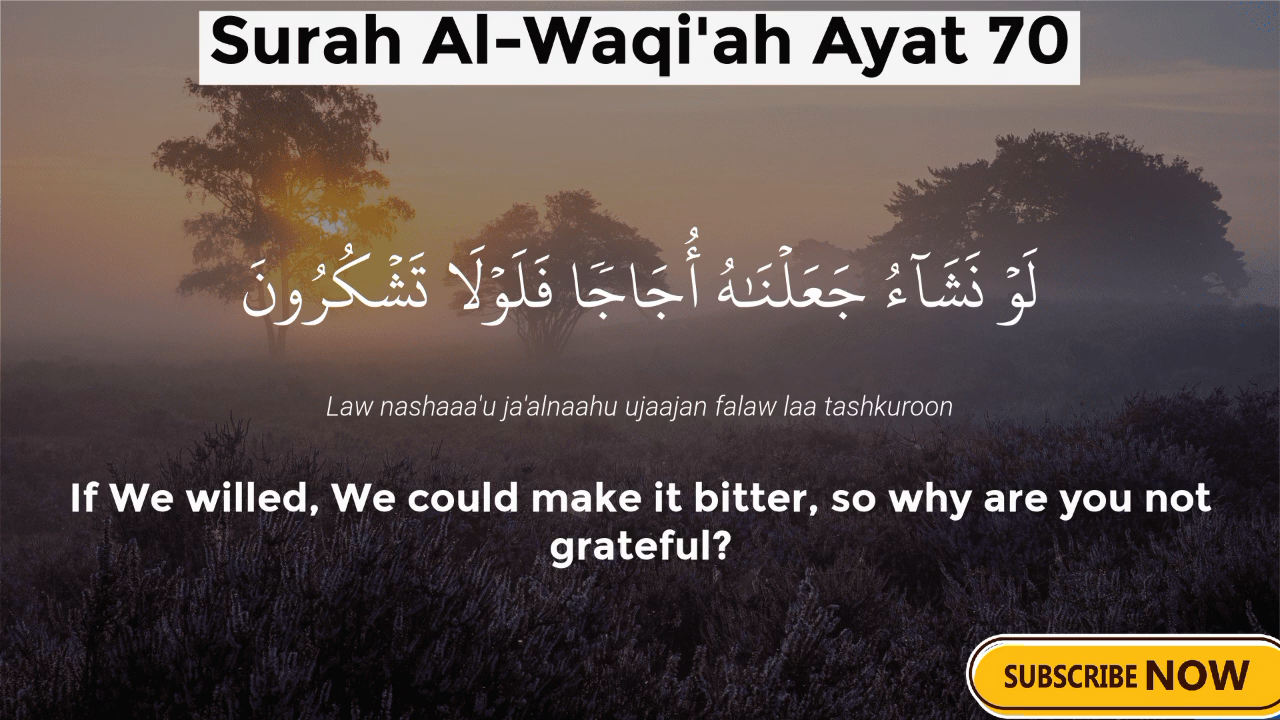 Surah Al-Waqi'ah Ayat 70
لَوْ نَشَآءُ جَعَلْنَـٰهُ أُجَاجًا فَلَوْلَا تَشْكُرُونَ
Law nashaaa'u ja'alnaahu ujaajan falaw laa tashkuroon
If We willed, We could make it bitter, so why are you not
grateful?
SUBSCRIBE NOW